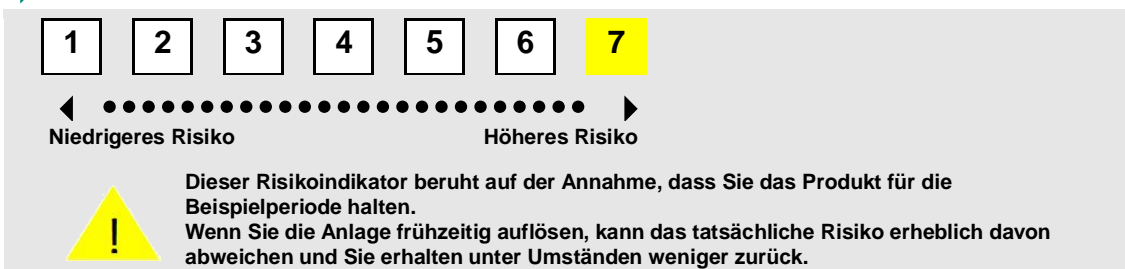 1 2 3 4 5 6 7
Niedrigeres Risiko Höheres Risiko
Dieser Risikoindikator beruht auf der Annahme, dass Sie das Produkt für die
Beispielperiode halten.
Wenn Sie die Anlage frühzeitig auflösen, kann das tatsächliche Risiko erheblich davon
abweichen und Sie erhalten unter Umständen weniger zurück.
!